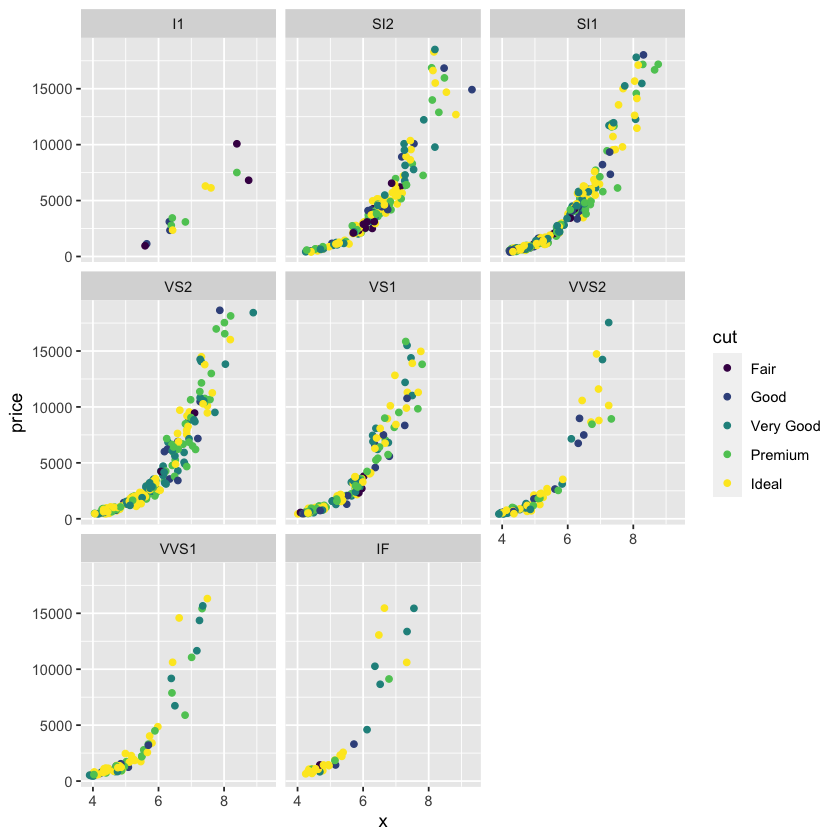 I1 SI2 SI1
15000
10000
5000
0
VS2 VS1 VVS2
cut
Fair
Good
Very Good
Premium
Ideal
price
15000
10000
5000
0
4 6 8
VVS1 IF
15000
10000
5000
0
4 6 8 4 6 8
x